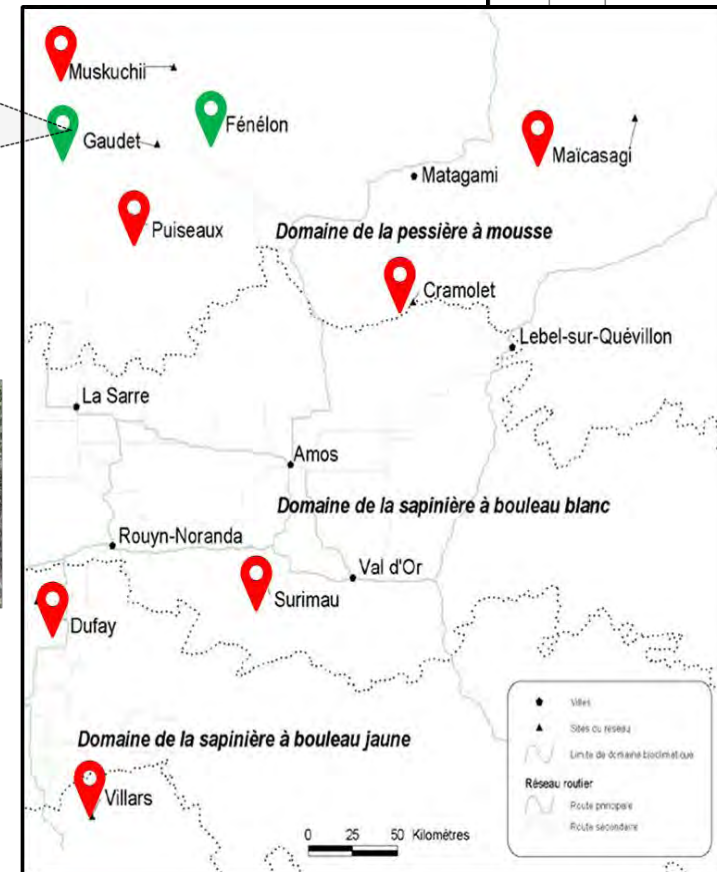 Muskuchii
Gaudet
Fénélon
Maïcasagi
Matagami
Puiseaux
Domaine de la pessière à mousse
Cramolet
Lebel-sur-Quévillon
La Sarre
Amos
Domaine de la sapinière à bouleau blanc
Rouyn-Noranda
Val d'Or
Surimau
Dufay
Domaine de la sapinière à bouleau jaune
Villars
0 25 50 Kilomètres
Villes
Sites du réseau
Limite de domaine bioclimatique
Réseau routier
Route principale
Route secondaire